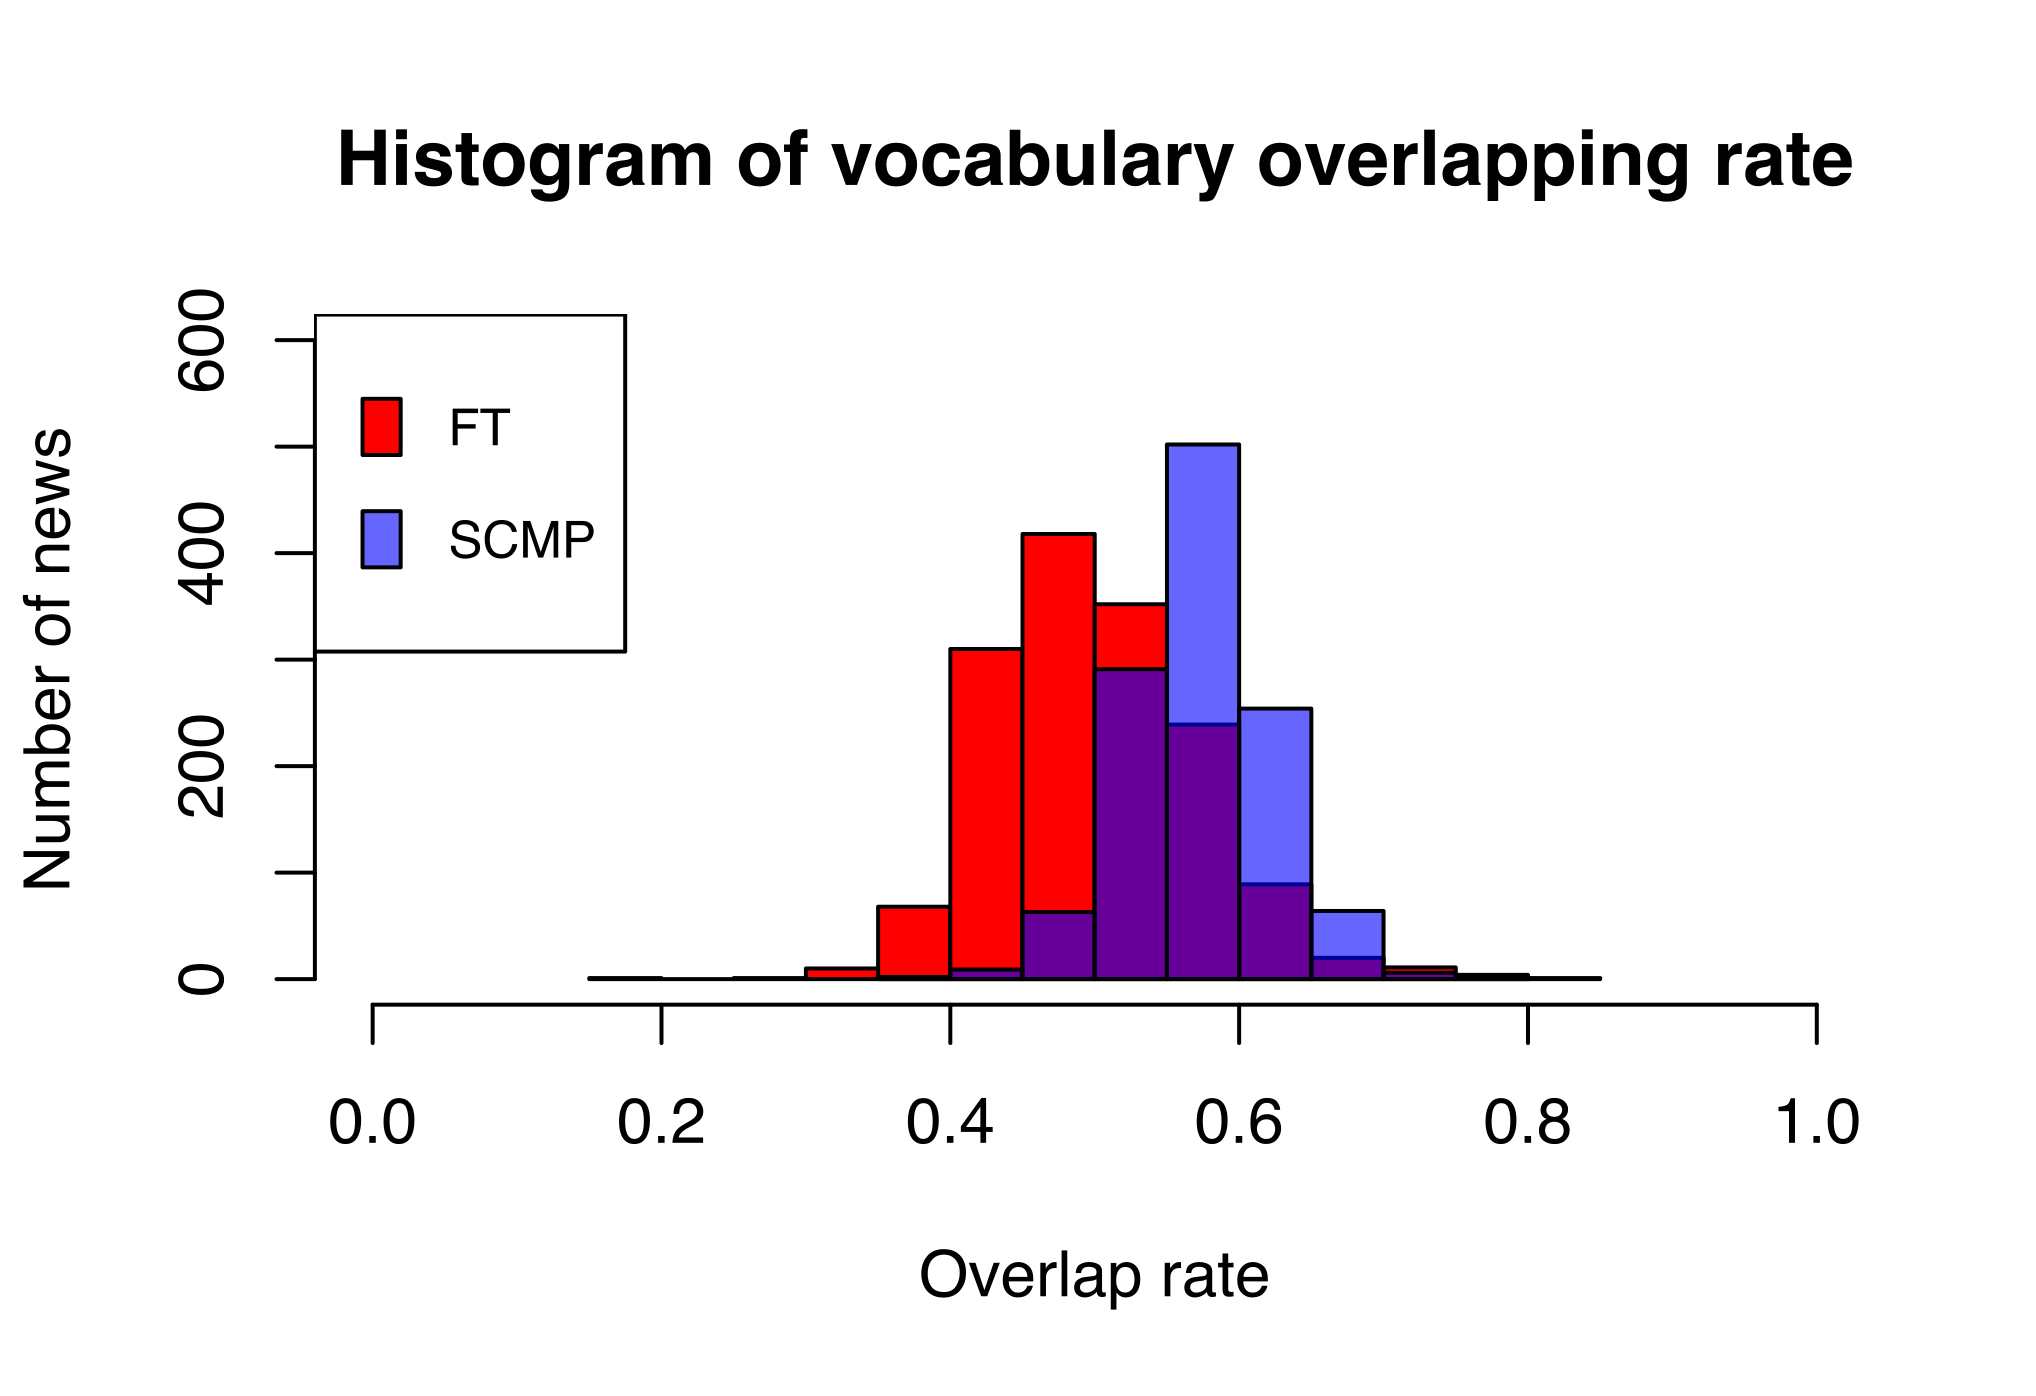 Histogram of vocabulary overlapping rate
FT
SCMP
Number of news
600
400
200
0
0.0 0.2 0.4 0.6 0.8 1.0
Overlap rate